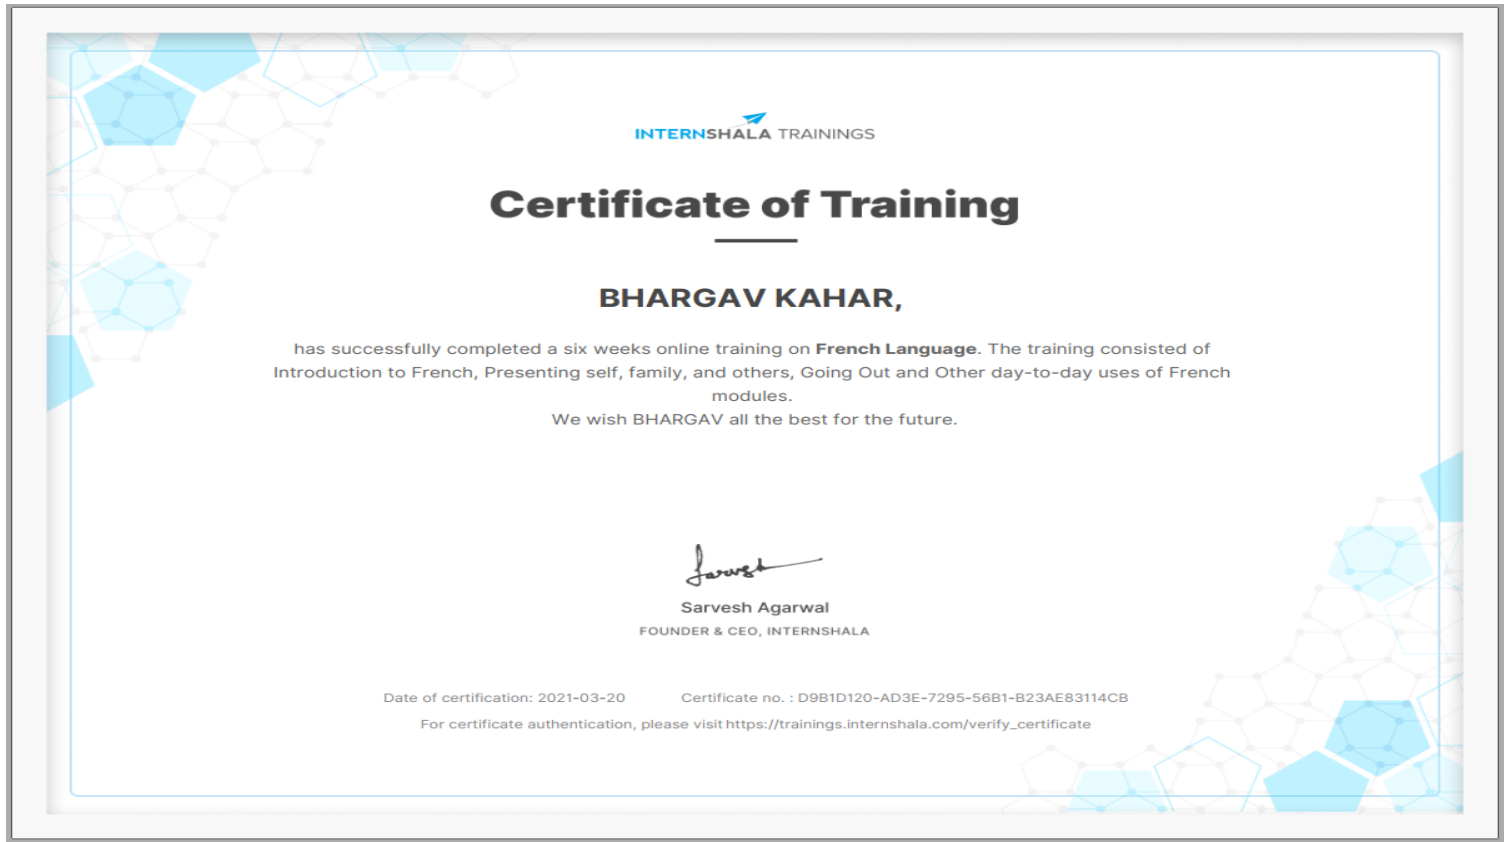 INTERNSHALA TRAININGS
Certificate of Training
BHARGAV KAHAR,
has successfully completed a six weeks online training on French Language. The training consisted of
Introduction to French, Presenting self, family, and others, Going Out and Other day-to-day uses of French
modules.
We wish BHARGAV all the best for the future.
Sarvesh
Sarvesh Agarwal
FOUNDER & CEO, INTERNSHALA
Date of certification: 2021-03-20 Certificate no. : D9B1D120-AD3E-7295-56B1-B23AE83114CB
For certificate authentication, please visit https://trainings.internshala.com/verify_certificate